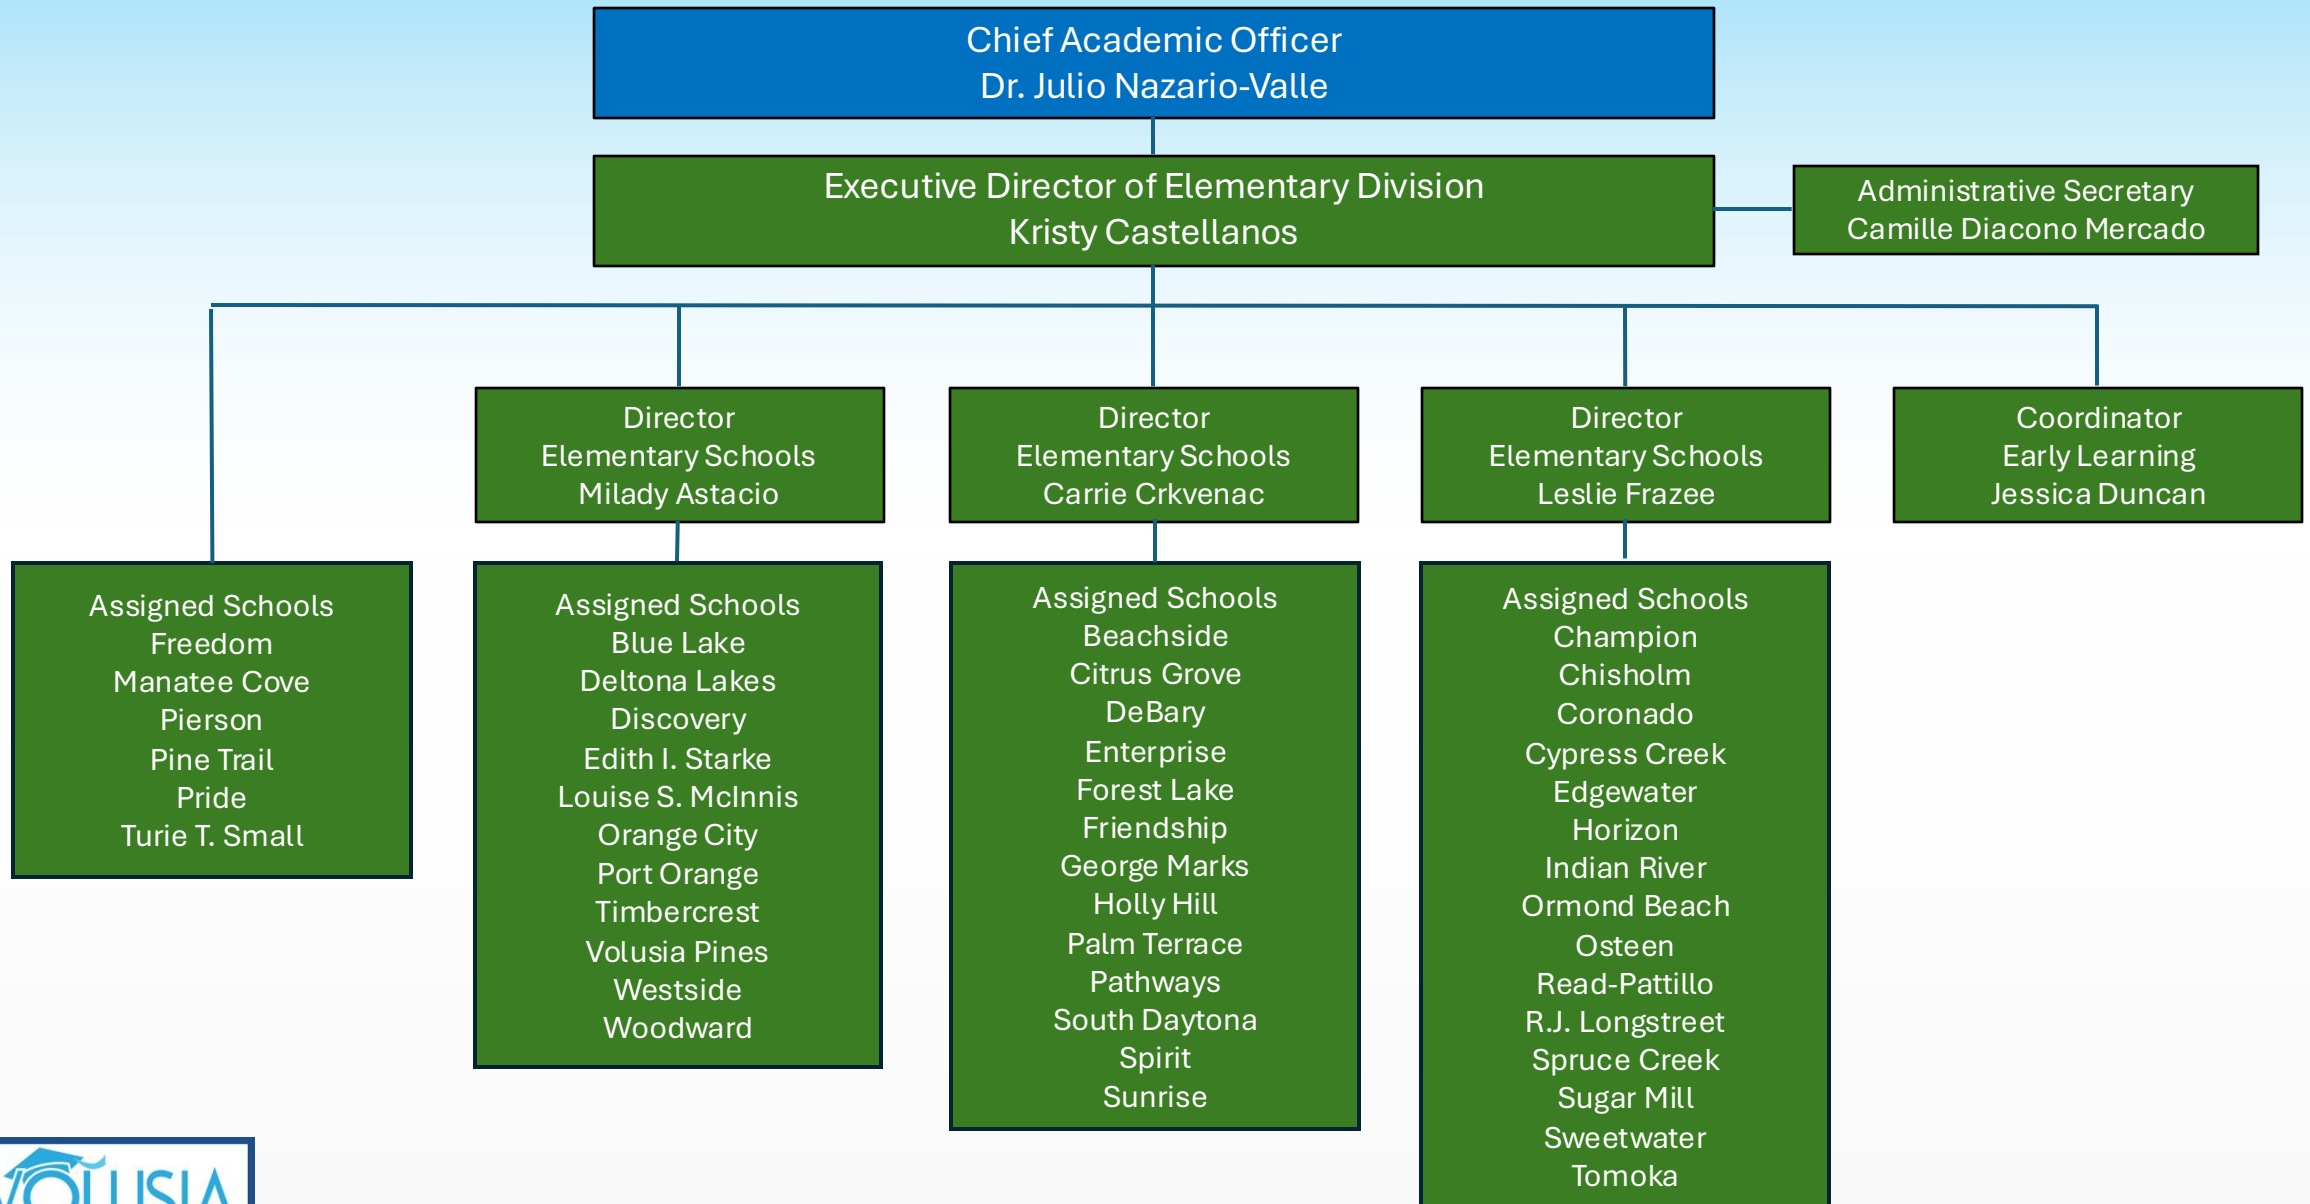 Chief Academic Officer
Dr. Julio Nazario-Valle
Executive Director of Elementary Division
Kristy Castellanos
Administrative Secretary
Camille Diacono Mercado
Director
Elementary Schools
Milady Astacio
Director
Elementary Schools
Carrie Crkvenac
Director
Elementary Schools
Leslie Frazee
Coordinator
Early Learning
Jessica Duncan
Assigned Schools
Freedom
Manatee Cove
Pierson
Pine Trail
Pride
Turie T. Small
Assigned Schools
Blue Lake
Deltona Lakes
Discovery
Edith I. Starke
Louise S. McInnis
Orange City
Port Orange
Timbercrest
Volusia Pines
Westside
Woodward
Assigned Schools
Beachside
Citrus Grove
DeBary
Enterprise
Forest Lake
Friendship
George Marks
Holly Hill
Palm Terrace
Pathways
South Daytona
Spirit
Sunrise
Assigned Schools
Champion
Chisholm
Coronado
Cypress Creek
Edgewater
Horizon
Indian River
Ormond Beach
Osteen
Read-Pattillo
R.J. Longstreet
Spruce Creek
Sugar Mill
Sweetwater
Tomoka
VOLUSIA